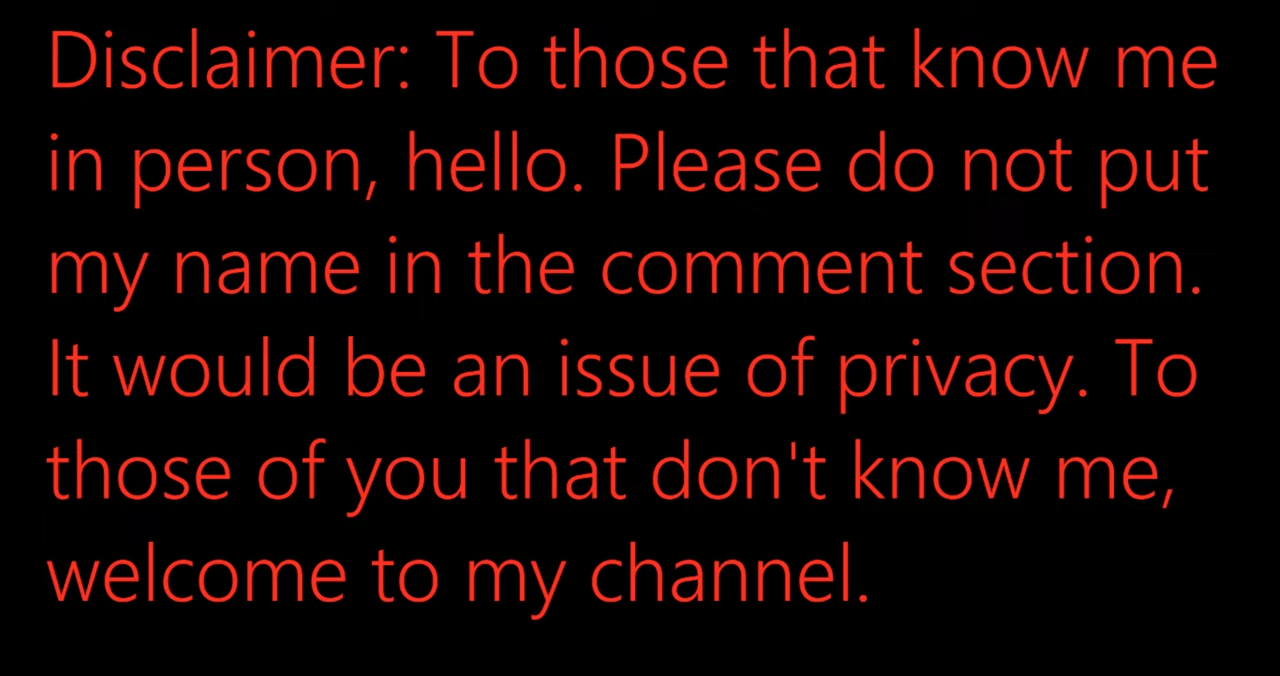 Disclaimer: To those that know me
in person, hello. Please do not put
my name in the comment section.
It would be an issue of privacy. To
those of you that don't know me,
welcome to my channel.